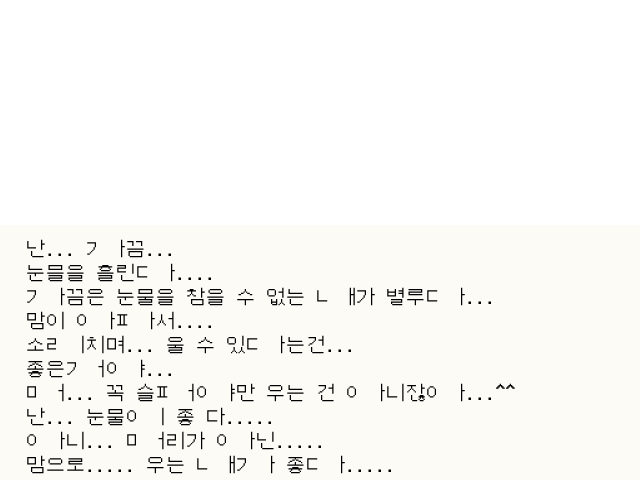 난... ㄱ ㅏ끔...
눈물을 흘린ㄷ ㅏ....
ㄱ ㅏ끔은 눈물을 참을 수 없는 ㄴ ㅐ가 별루ㄷ ㅏ...
맘이 ㅇ ㅏㅍ ㅏ서....
소ㄹ ㅣ치며... 울 수 있ㄷ ㅏ는건...
좋은ㄱ ㅓㅇ ㅑ...
ㅁ ㅓ... 꼭 슬ㅍ ㅓㅇ ㅑ만 우는 건 ㅇ ㅏ니잖ㅇ ㅏ...^^
난... 눈물ㅇ ㅣ 좋 다.....
ㅇ ㅏ니... ㅁ ㅓ리가 ㅇ ㅏ닌.....
맘으로..... 우는 ㄴ ㅐㄱ ㅏ 좋ㄷ ㅏ.....